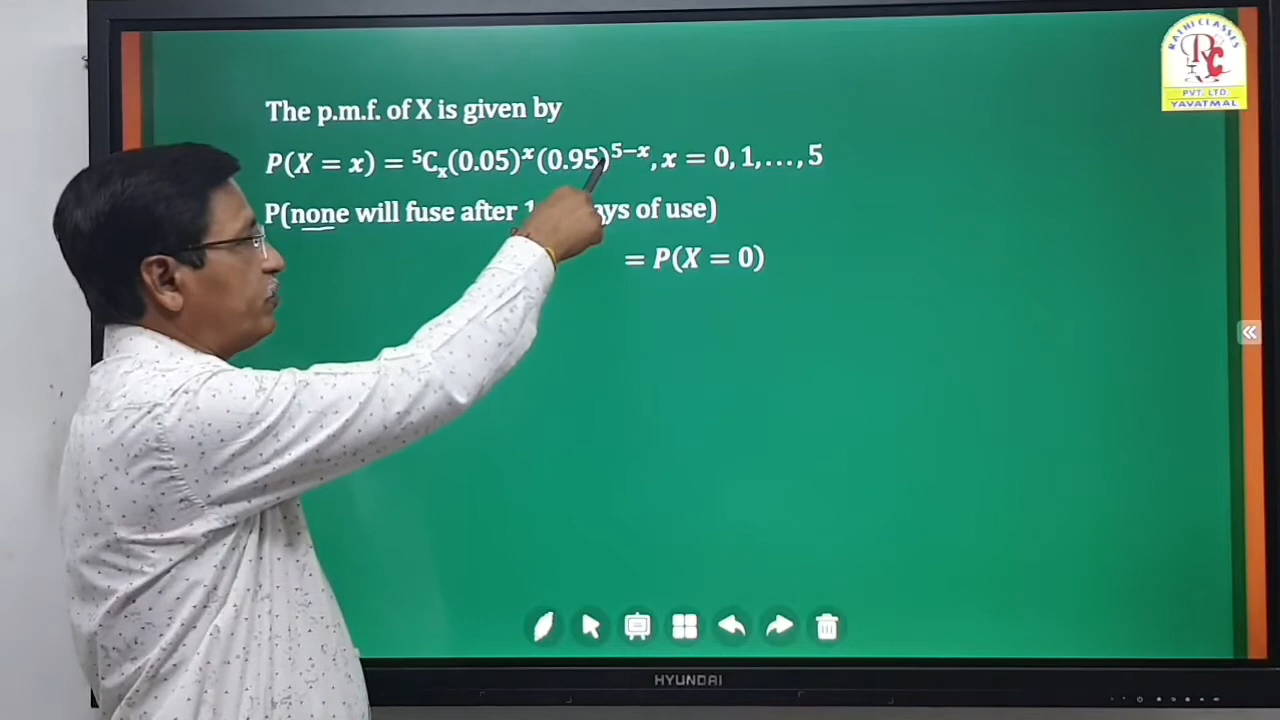 The p.m.f. of X is given by
P(X = x) = ⁵Cₓ(0.05)ˣ(0.95)⁵⁻ˣ, x = 0, 1, ..., 5
P(none will fuse after of use)
= P(X = 0)
RATHI CLASSES
RC
PVT. LTD.
YAVATMAL
HYUNDAI